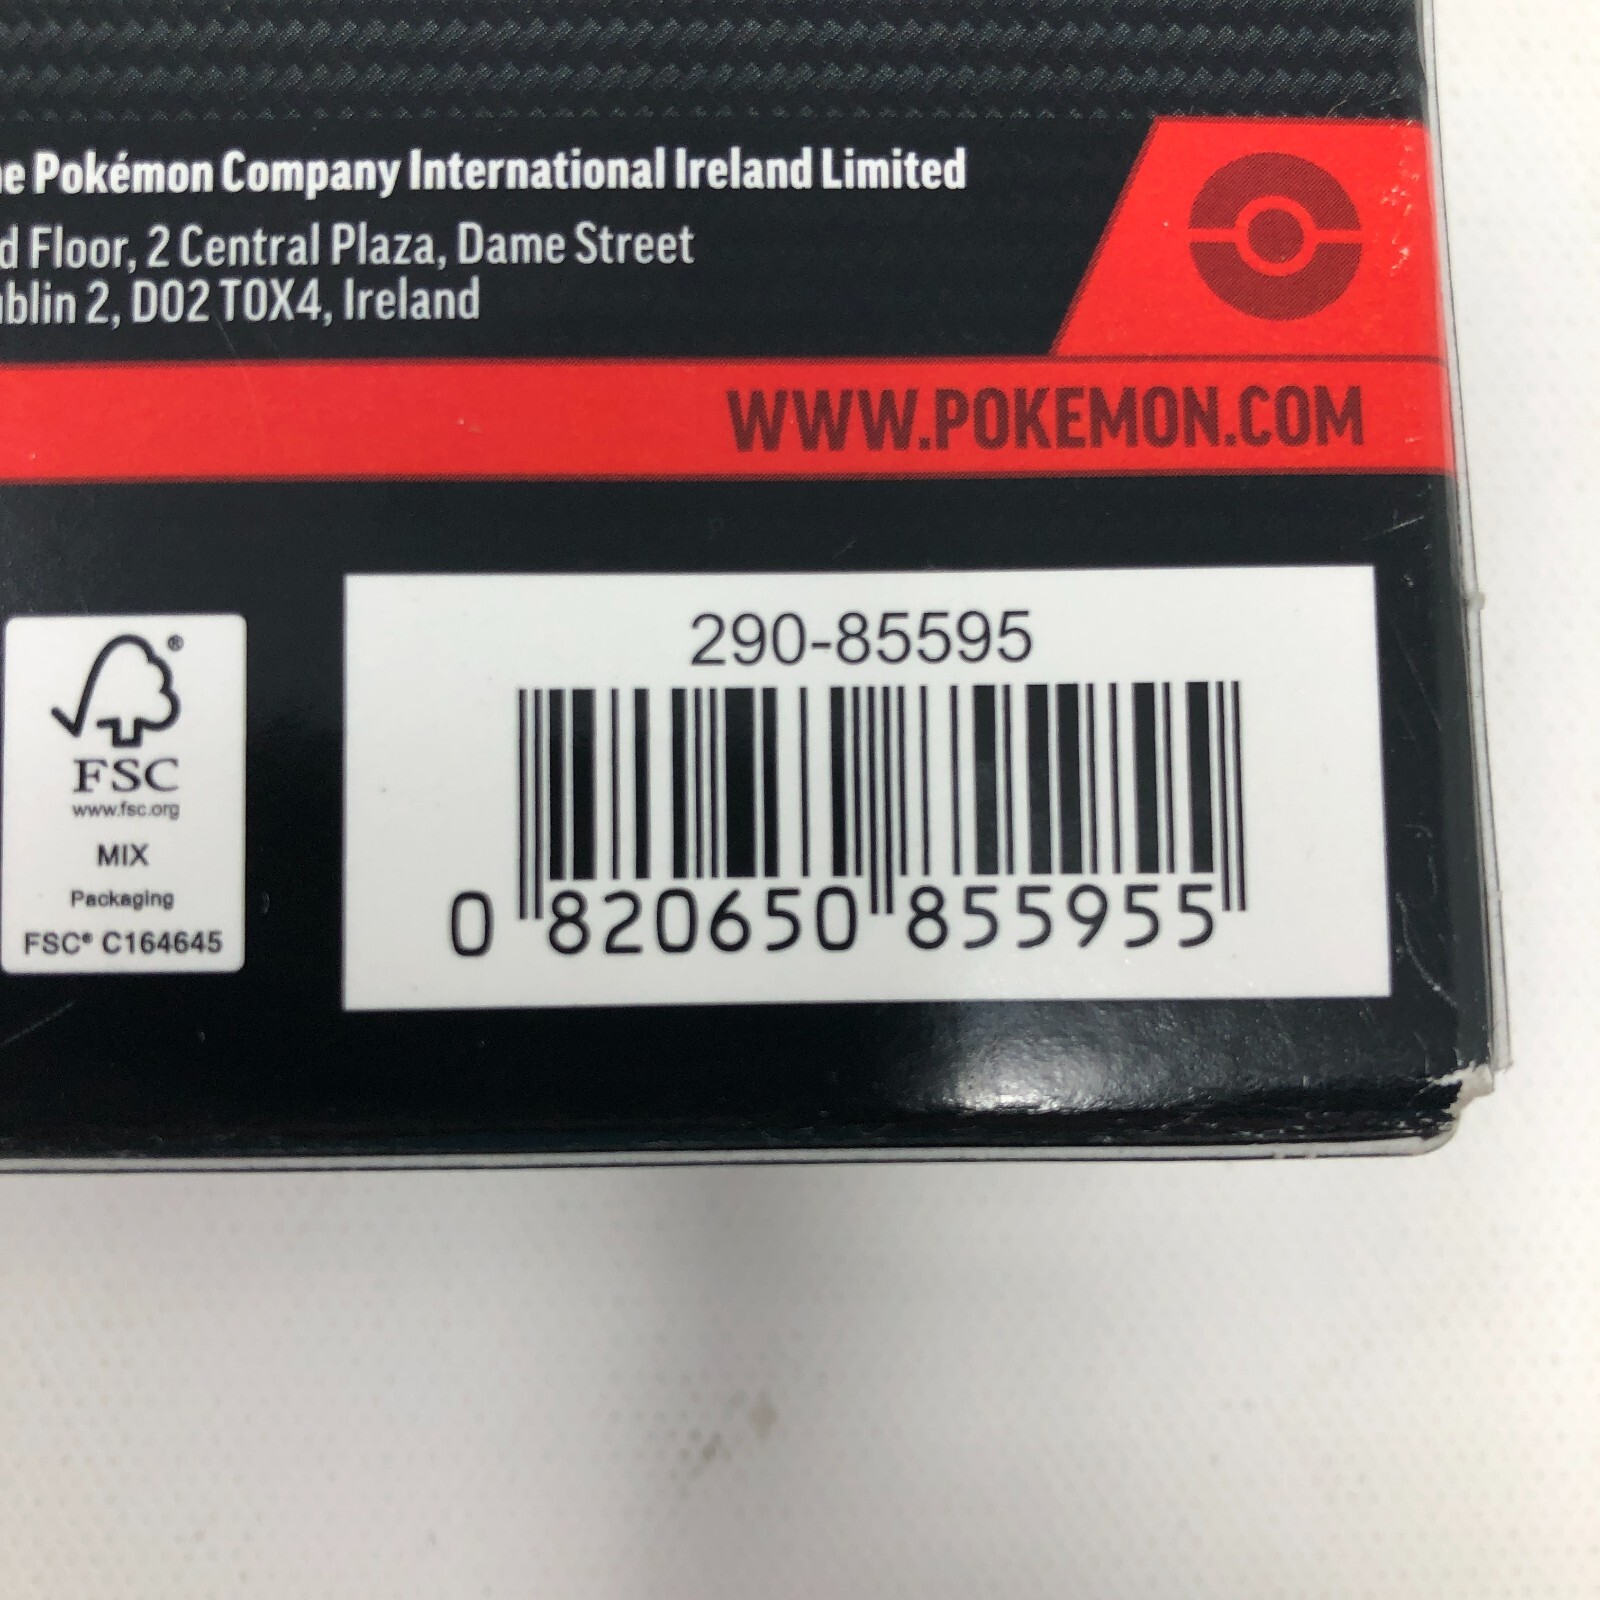 he Pokémon Company International Ireland Limited
d Floor, 2 Central Plaza, Dame Street
blin 2, D02 T0X4, Ireland
WWW.POKEMON.COM
290-85595
0 820650 855955
®
FSC
www.fsc.org
MIX
Packaging
FSC® C164645